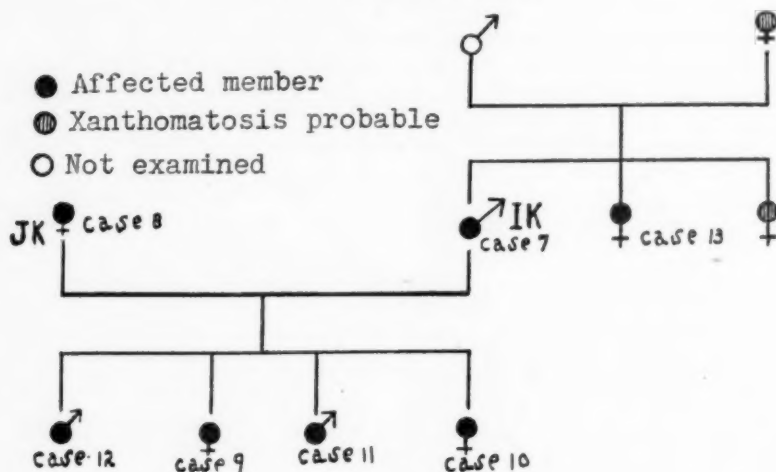 Affected member
Xanthomatosis probable
Not examined
JK case 8
IK
case 7
case 13
case 12
case 9
case 11
case 10